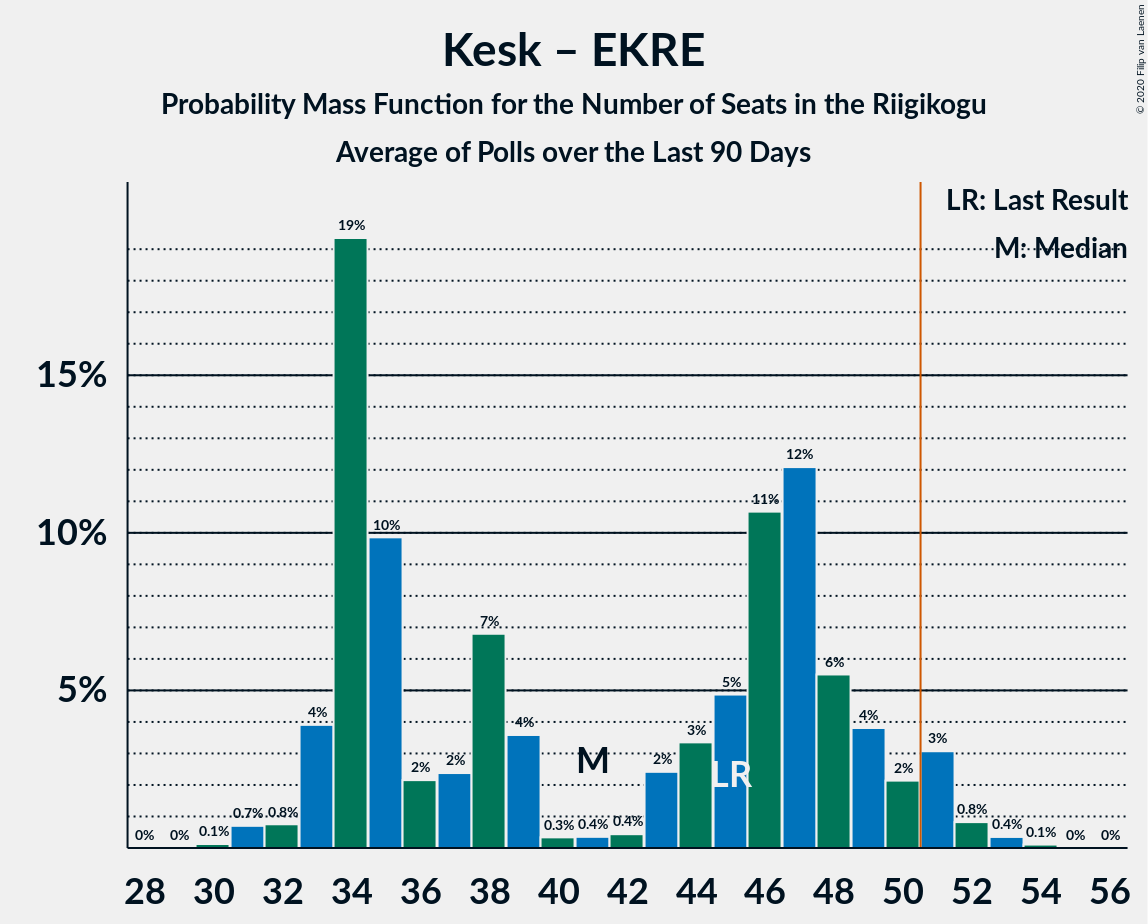 Kesk – EKRE
Probability Mass Function for the Number of Seats in the Riigikogu
Average of Polls over the Last 90 Days
© 2020 Filip van Laenen
LR: Last Result
M: Median
15%
10%
5%
0% 0% 0.1% 0.7% 0.8% 4% 19% 10% 2% 2% 7% 4% 0.3% 0.4% 0.4% 2% 3% 5% 11% 12% 6% 4% 2% 3% 0.8% 0.4% 0.1% 0% 0%
M
LR
28 30 32 34 36 38 40 42 44 46 48 50 52 54 56